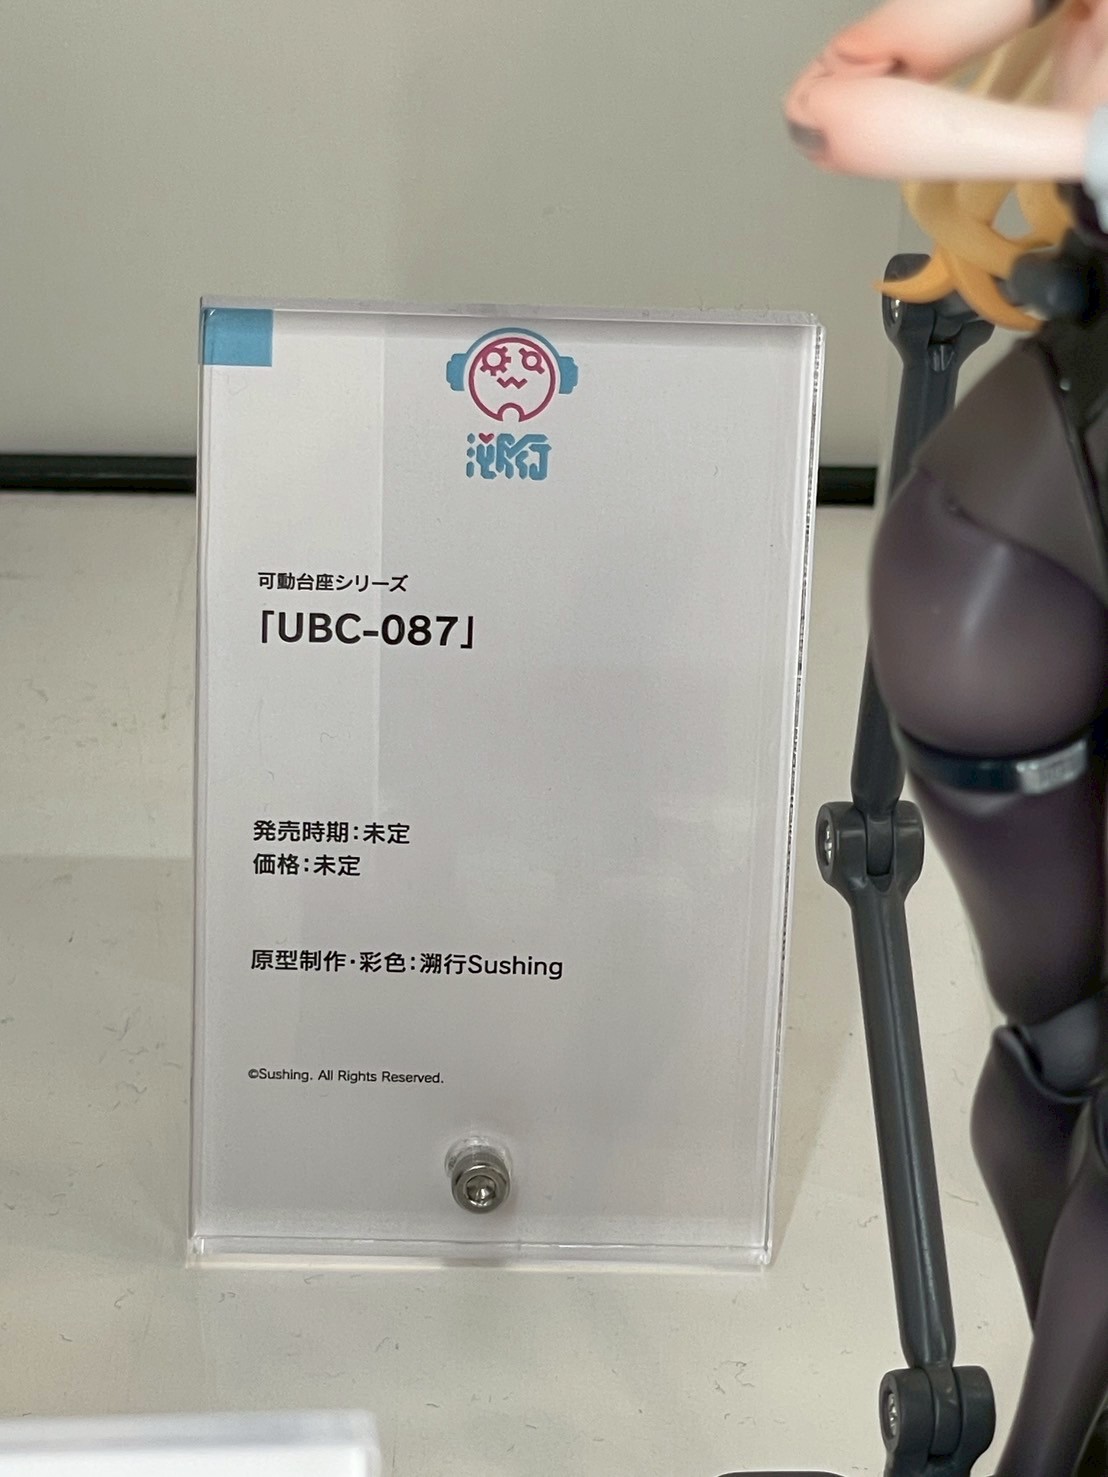 溯行
可動台座シリーズ
「UBC-087」
発売時期:未定
価格:未定
原型制作・彩色:溯行Sushing
©Sushing. All Rights Reserved.